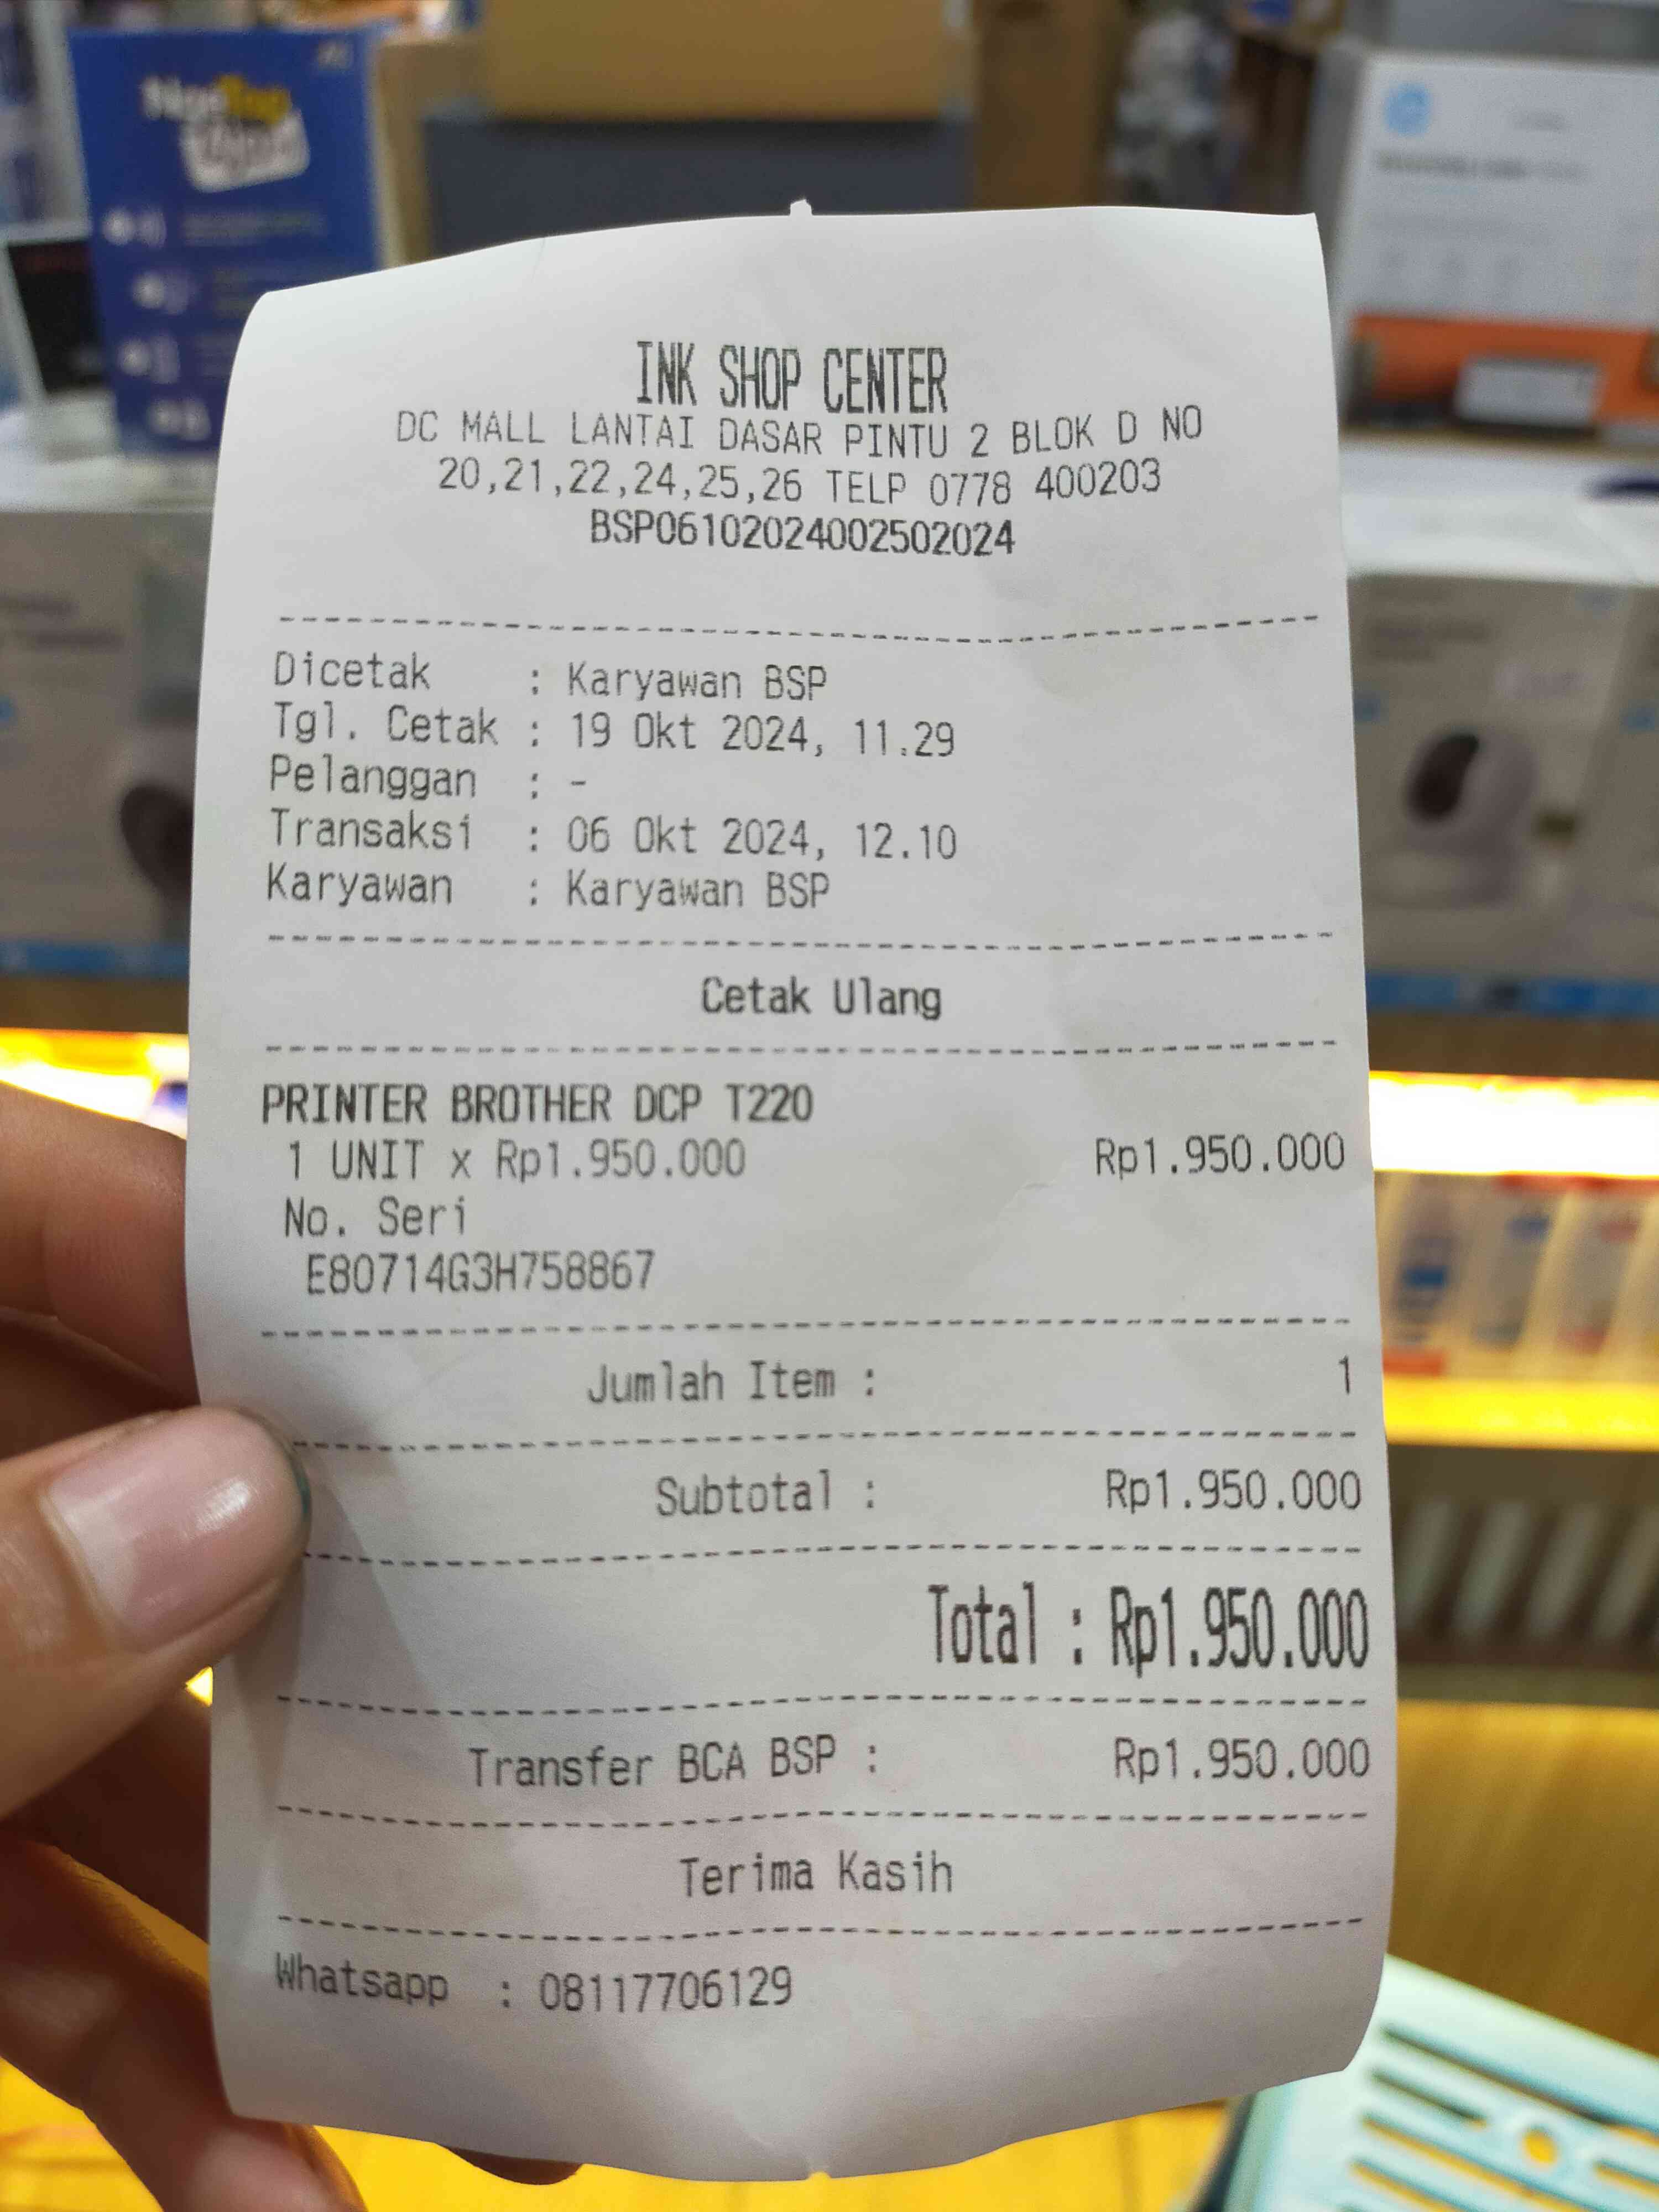 INK SHOP CENTER
DC MALL LANTAI DASAR PINTU 2 BLOK D NO
20,21,22,24,25,26 TELP 0778 400203
BSP06102024002502024
Dicetak : Karyawan BSP
Tgl. Cetak : 19 Okt 2024, 11.29
Pelanggan : -
Transaksi : 06 Okt 2024, 12.10
Karyawan : Karyawan BSP
Cetak Ulang
PRINTER BROTHER DCP T220
1 UNIT x Rp1.950.000 Rp1.950.000
No. Seri
E80714G3H758867
Jumlah Item : 1
Subtotal : Rp1.950.000
Total : Rp1.950.000
Transfer BCA BSP : Rp1.950.000
Terima Kasih
Whatsapp : 08117706129